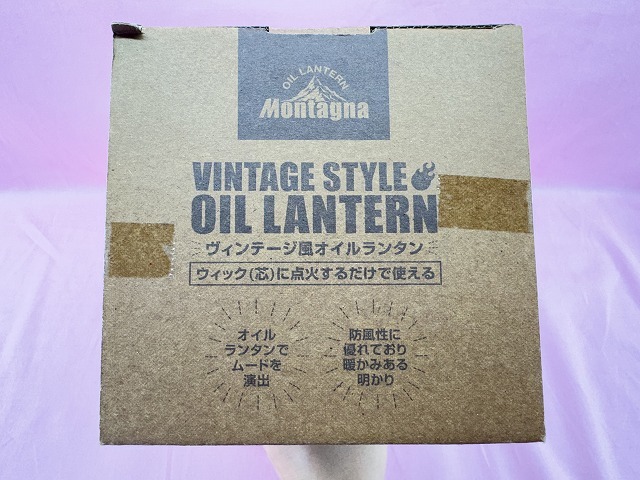 OIL LANTERN
Montagna
VINTAGE STYLE
OIL LANTERN
ヴィンテージ風オイルランタン
ウィック(芯)に点火するだけで使える
オイル
ランタンで
ムードを
演出
防風性に
優れており
暖かみある
明かり